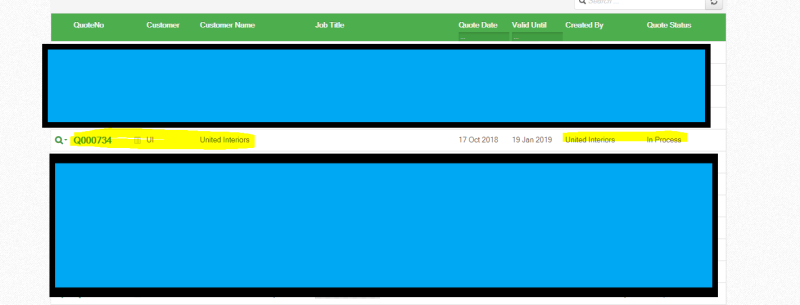 Search ...
QuoteNo Customer Customer Name Job Title Quote Date Valid Until Created By Quote Status
... ...
Q000734 UI United Interiors 17 Oct 2018 19 Jan 2019 United Interiors In Process